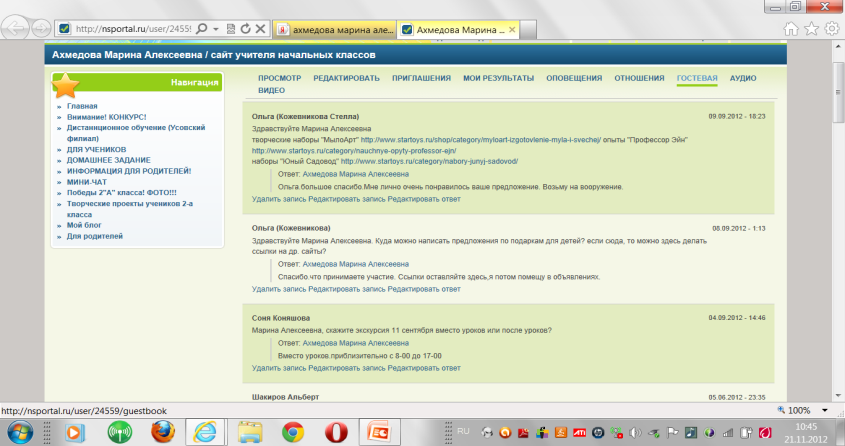 http://nsportal.ru/user/2455!
ахмедова марина але...
Ахмедова Марина ...
Ахмедова Марина Алексеевна / сайт учителя начальных классов
Навигация
» Главная
» Внимание! КОНКУРС!
» Дистанционное обучение (Усовский
филиал)
» ДЛЯ УЧЕНИКОВ
» ДОМАШНЕЕ ЗАДАНИЕ
» ИНФОРМАЦИЯ ДЛЯ РОДИТЕЛЕЙ!
» МИНИ-ЧАТ
» Победы 2"А" класса! ФОТО!!!
» Творческие проекты учеников 2-а
класса
» Мой блог
» Для родителей
ПРОСМОТР РЕДАКТИРОВАТЬ ПРИГЛАШЕНИЯ МОИ РЕЗУЛЬТАТЫ ОПОВЕЩЕНИЯ ОТНОШЕНИЯ ГОСТЕВАЯ АУДИО
ВИДЕО
Ольга (Кожевникова Стелла) 09.09.2012 - 18:23
Здравствуйте Марина Алексеевна
творческие наборы "МылоАрт" http://www.startoys.ru/shop/category/myloart-izgotovlenie-myla-i-svechej/ опыты "Профессор Эйн"
http://www.startoys.ru/category/nauchnye-opyty-professor-ejn/
наборы "Юный Садовод" http://www.startoys.ru/category/nabory-junyj-sadovod/
Ответ: Ахмедова Марина Алексеевна
Ольга.большое спасибо.Мне лично очень понравилось ваше предложение. Возьму на вооружение.
Удалить запись Редактировать запись Редактировать ответ
Ольга (Кожевникова) 08.09.2012 - 1:13
Здравствуйте Марина Алексеевна. Куда можно написать предложения по подаркам для детей? если сюда, то можно здесь делать
ссылки на др. сайты?
Ответ: Ахмедова Марина Алексеевна
Спасибо.что принимаете участие. Ссылки оставляйте здесь,я потом помещу в объявлениях.
Удалить запись Редактировать запись Редактировать ответ
Соня Коняшова 04.09.2012 - 14:46
Марина Алексеевна, скажите экскурсия 11 сентября вместо уроков или после уроков?
Ответ: Ахмедова Марина Алексеевна
Вместо уроков.приблизительно с 8-00 до 17-00
Удалить запись Редактировать запись Редактировать ответ
Шакиров Альберт 05.06.2012 - 23:35
http://nsportal.ru/user/24559/guestbook
100%
RU
ATI
10:45
21.11.2012